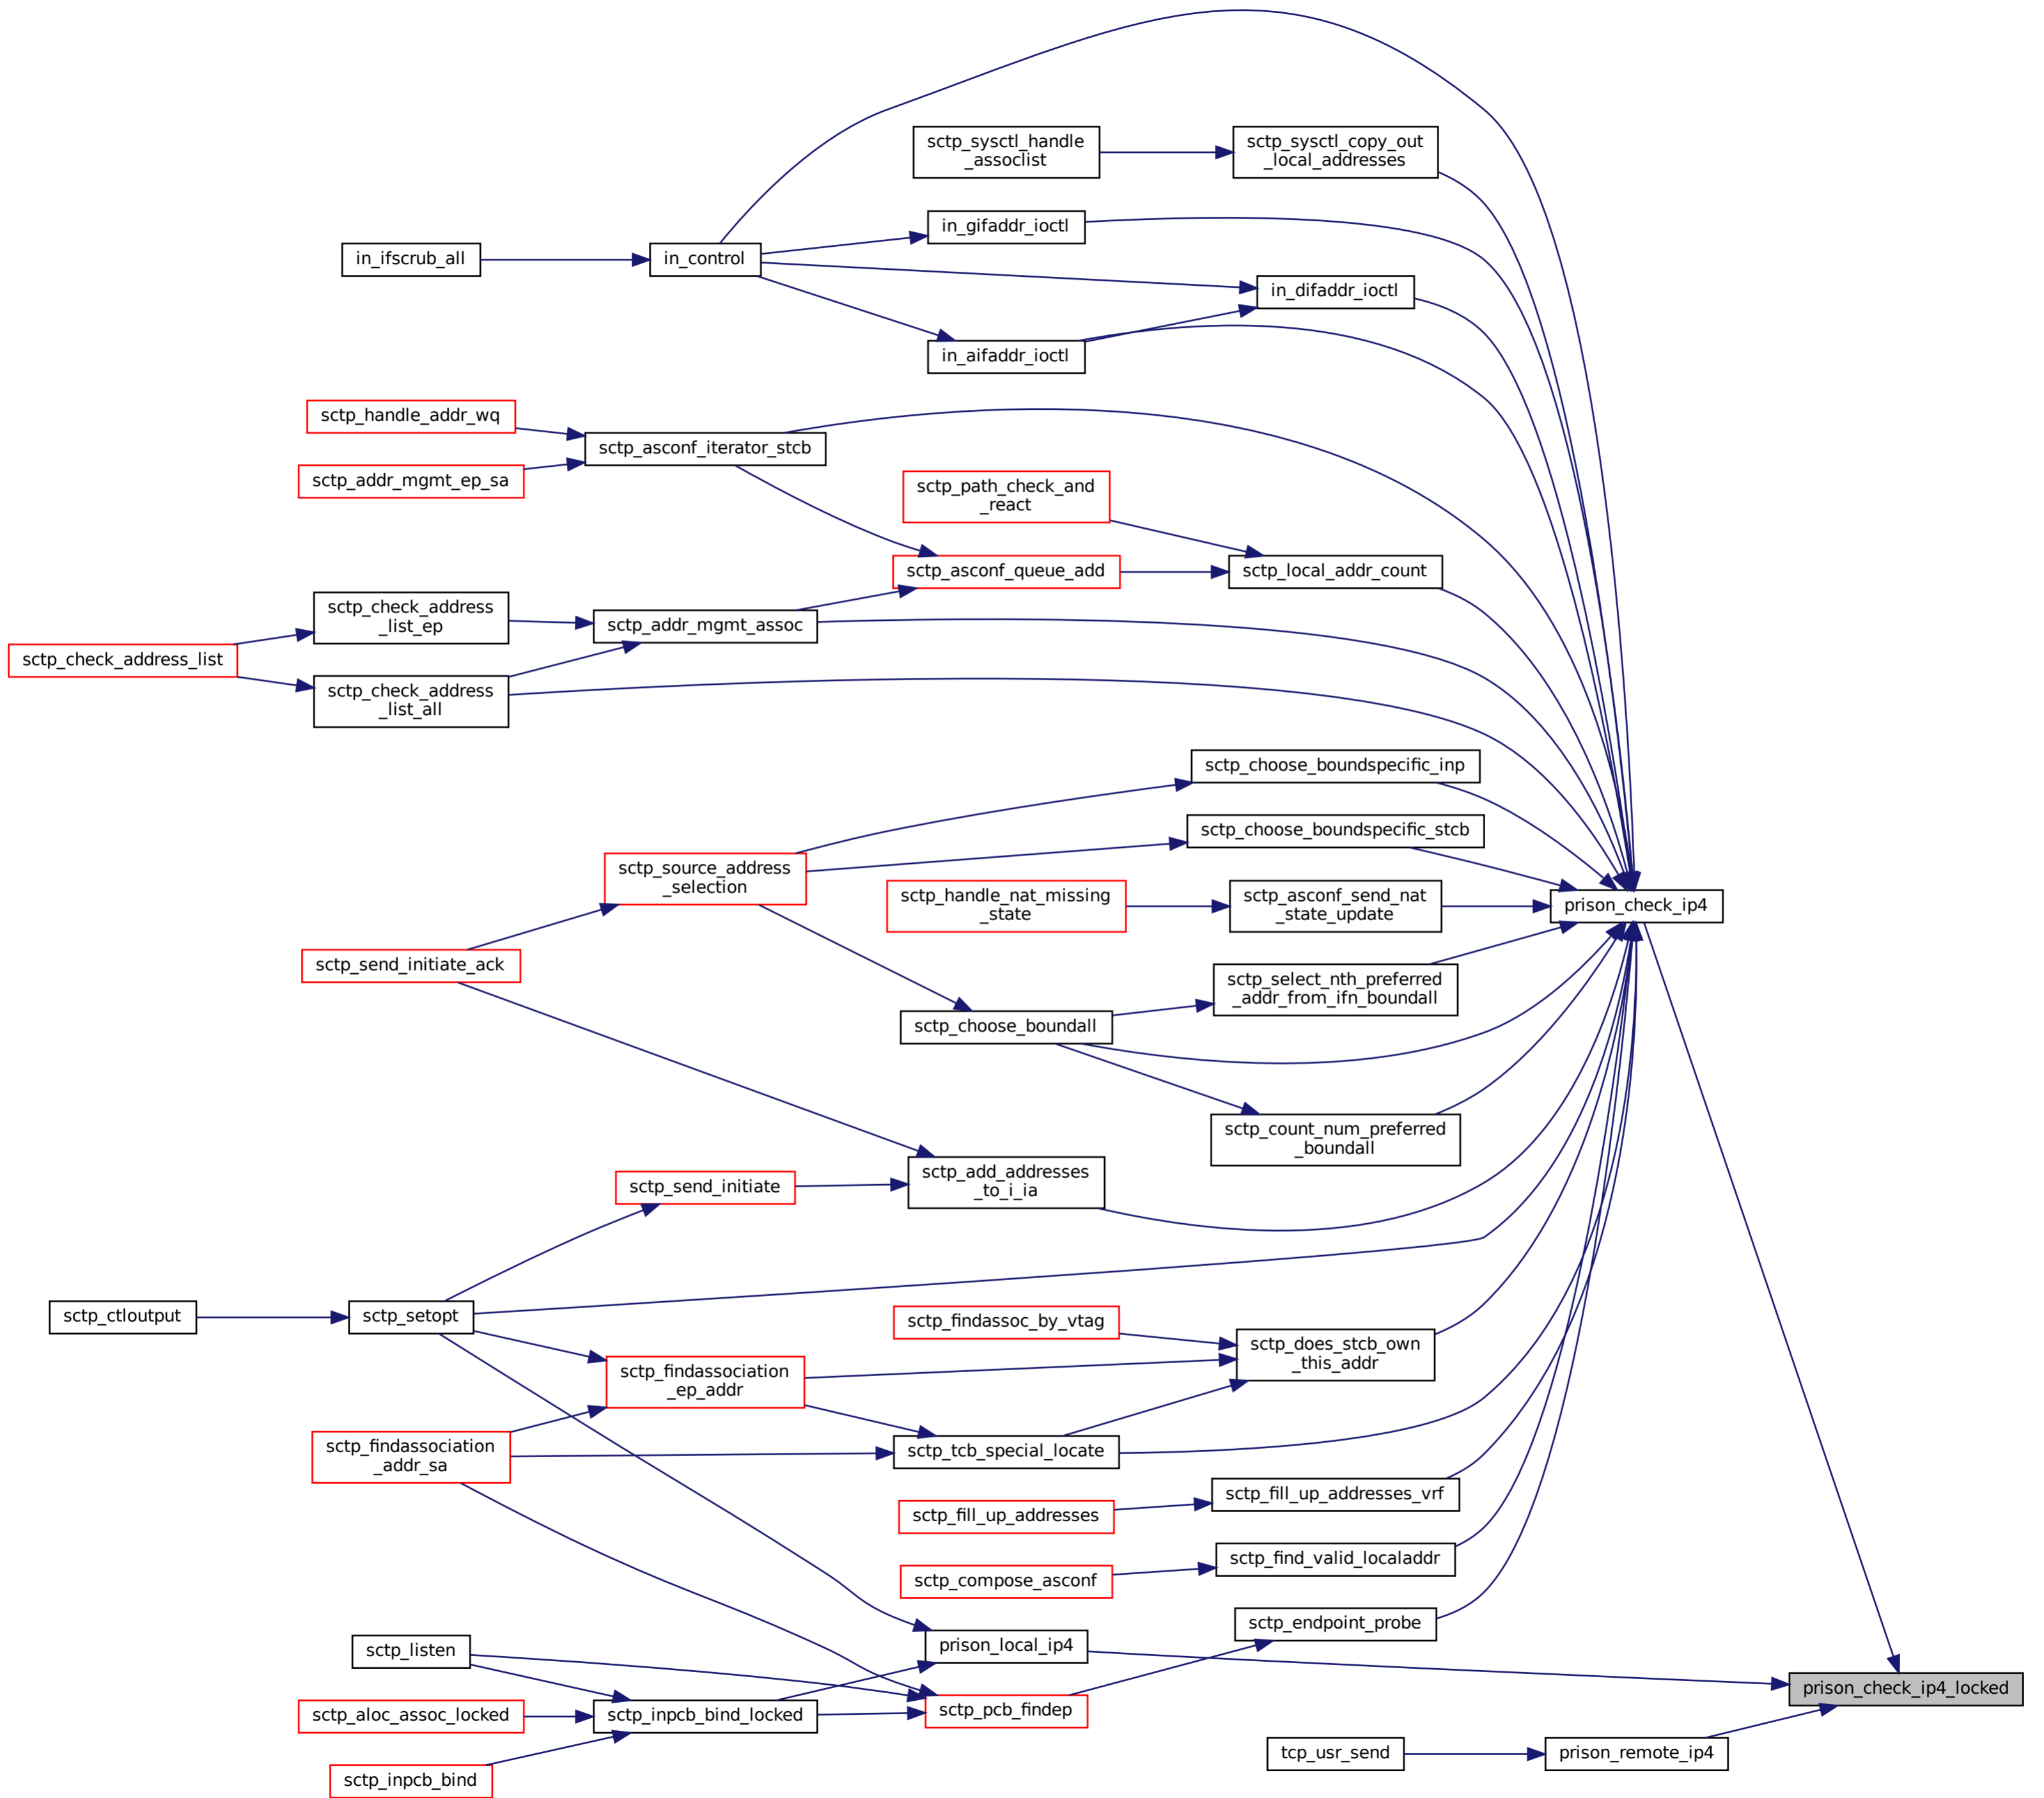 sctp_sysctl_handle
_assoclist
sctp_sysctl_copy_out
_local_addresses
in_gifaddr_ioctl
in_ifscrub_all
in_control
in_difaddr_ioctl
in_aifaddr_ioctl
sctp_handle_addr_wq
sctp_asconf_iterator_stcb
sctp_addr_mgmt_ep_sa
sctp_path_check_and
_react
sctp_asconf_queue_add
sctp_local_addr_count
sctp_check_address
_list_ep
sctp_addr_mgmt_assoc
sctp_check_address_list
sctp_check_address
_list_all
sctp_choose_boundspecific_inp
sctp_choose_boundspecific_stcb
sctp_source_address
_selection
sctp_handle_nat_missing
_state
sctp_asconf_send_nat
_state_update
prison_check_ip4
sctp_send_initiate_ack
sctp_select_nth_preferred
_addr_from_ifn_boundall
sctp_choose_boundall
sctp_count_num_preferred
_boundall
sctp_send_initiate
sctp_add_addresses
_to_i_ia
sctp_ctloutput
sctp_setopt
sctp_findassoc_by_vtag
sctp_does_stcb_own
_this_addr
sctp_findassociation
_ep_addr
sctp_findassociation
_addr_sa
sctp_tcb_special_locate
sctp_fill_up_addresses_vrf
sctp_fill_up_addresses
sctp_find_valid_localaddr
sctp_compose_asconf
sctp_endpoint_probe
sctp_listen
prison_local_ip4
prison_check_ip4_locked
sctp_aloc_assoc_locked
sctp_inpcb_bind_locked
sctp_pcb_findep
tcp_usr_send
prison_remote_ip4
sctp_inpcb_bind